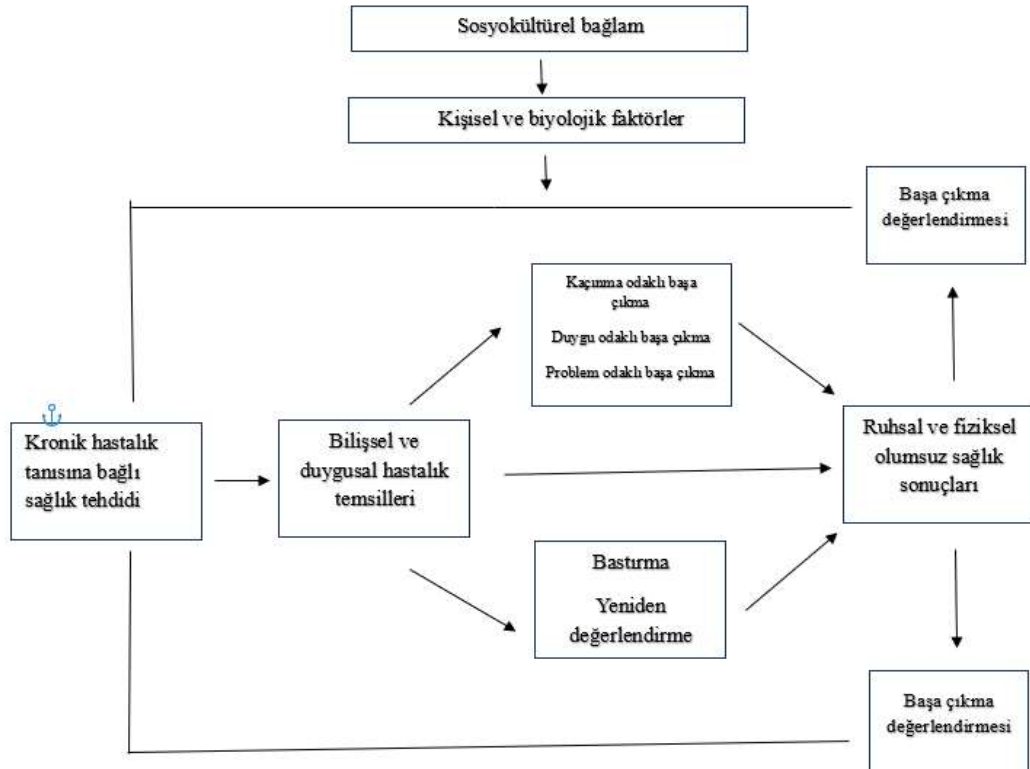 Sosyokültürel bağlam
Kişisel ve biyolojik faktörler
Başa çıkma
değerlendirmesi
Kaçınma odaklı başa
çıkma
Duygu odaklı başa çıkma
Problem odaklı başa çıkma
Kronik hastalık
tanısına bağlı
sağlık tehdidi
Bilişsel ve
duygusal hastalık
temsilleri
Ruhsal ve fiziksel
olumsuz sağlık
sonuçları
Bastırma
Yeniden
değerlendirme
Başa çıkma
değerlendirmesi